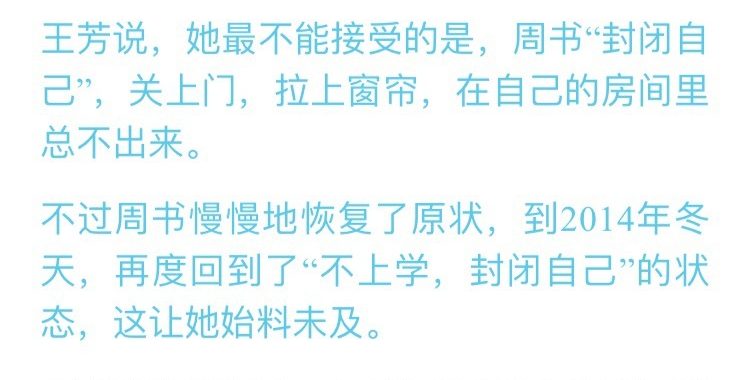 王芳说，她最不能接受的是，周书“封闭自
己”，关上门，拉上窗帘，在自己的房间里
总不出来。
不过周书慢慢地恢复了原状，到2014年冬
天，再度回到了“不上学，封闭自己”的状
态，这让她始料未及。